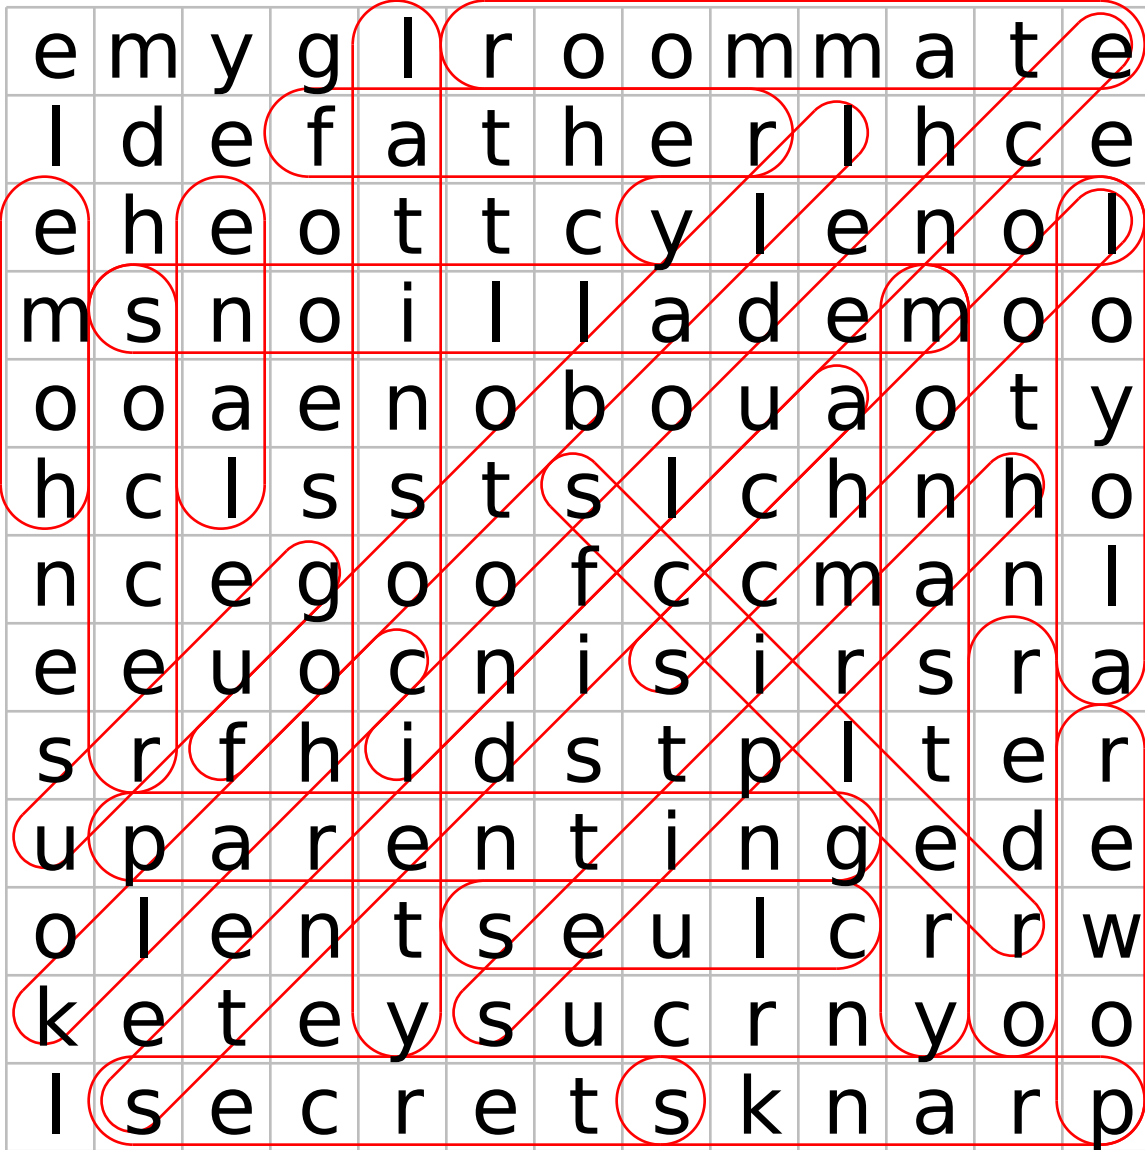 e m y g l r o o m m a t e
l d e f a t h e r l h c e
e h e o t t c y l e n o l
m s n o i l l a d e m o o
o o a e n o b o u a o t y
h c l s s t s l c h n h o
n c e g o o f c c m a n l
e e u o c n i s i r s r a
s r f h i d s t p l t e r
u p a r e n t i n g e d e
o l e n t s e u l c r r w
k e t e y s u c r n y o o
l s e c r e t s k n a r p